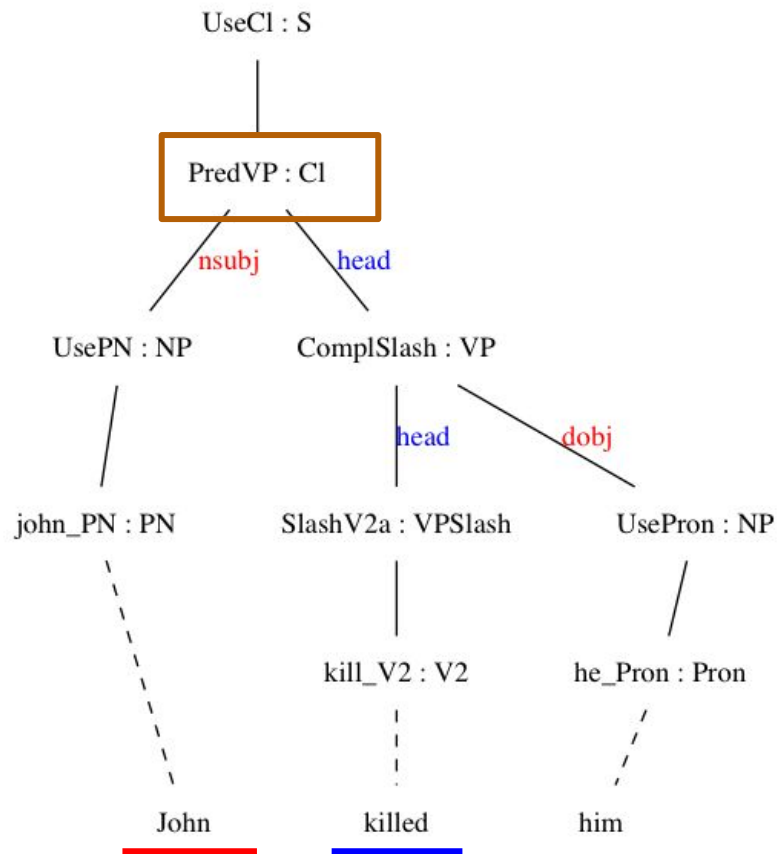 UseCl : S
PredVP : Cl
nsubj head
UsePN : NP ComplSlash : VP
head dobj
john_PN : PN SlashV2a : VPSlash UsePron : NP
kill_V2 : V2 he_Pron : Pron
John killed him